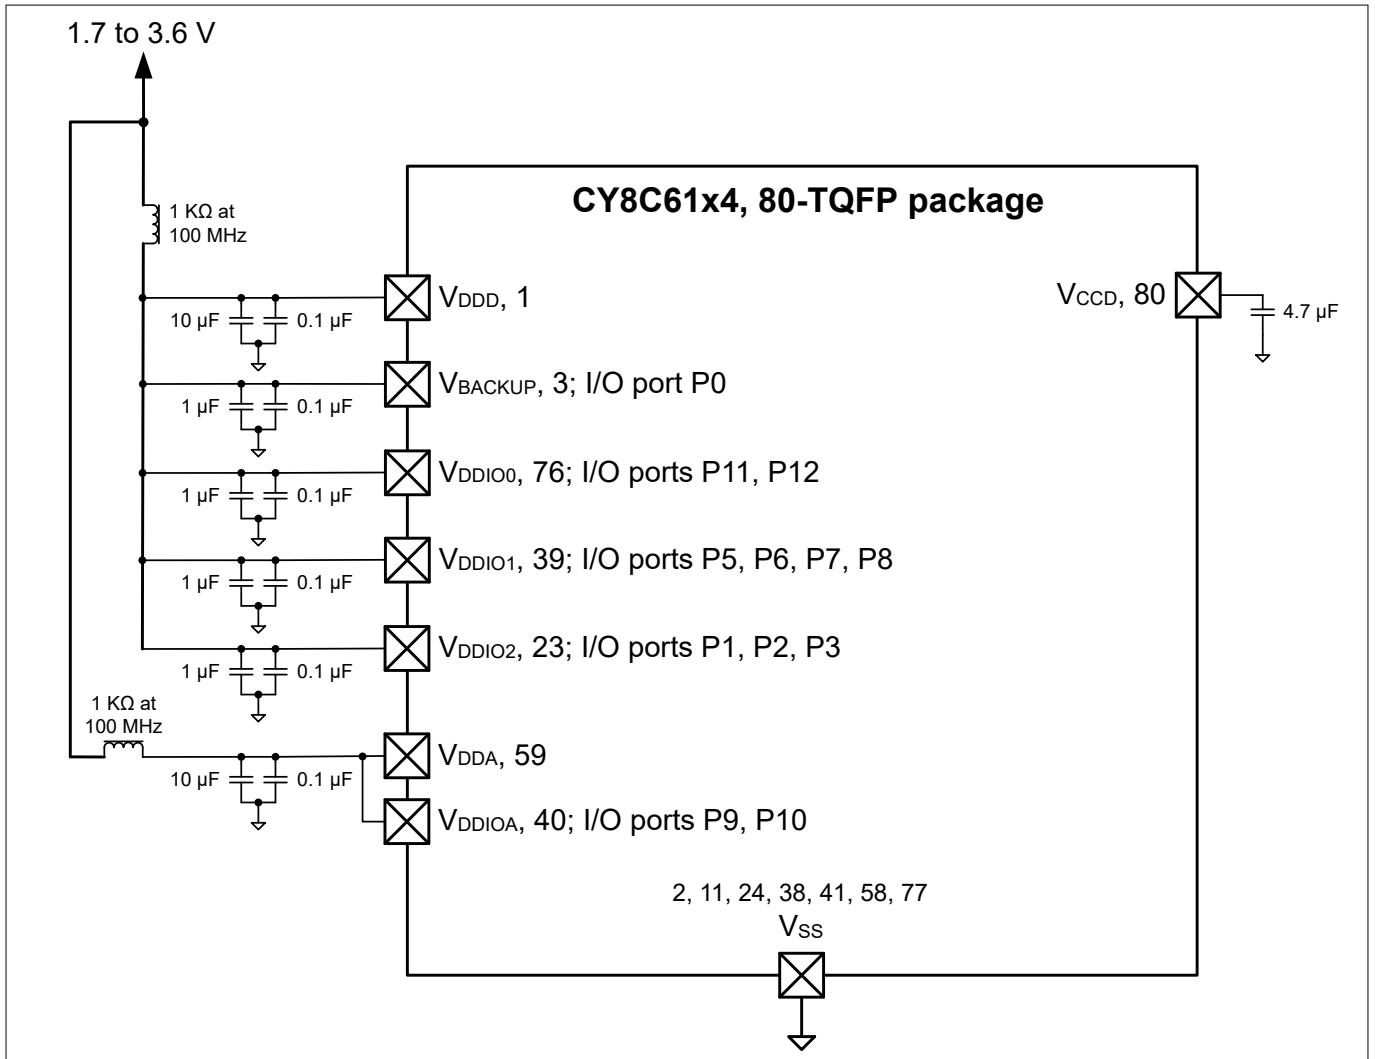 1.7 to 3.6 V
1 KΩ at
100 MHz
CY8C61x4, 80-TQFP package
VDDD, 1
10 µF
0.1 µF
VCCD, 80
4.7 µF
VBACKUP, 3; I/O port P0
1 µF
0.1 µF
VDDIO0, 76; I/O ports P11, P12
1 µF
0.1 µF
VDDIO1, 39; I/O ports P5, P6, P7, P8
1 µF
0.1 µF
VDDIO2, 23; I/O ports P1, P2, P3
1 µF
0.1 µF
1 KΩ at
100 MHz
VDDA, 59
10 µF
0.1 µF
VDDIOA, 40; I/O ports P9, P10
2, 11, 24, 38, 41, 58, 77
VSS